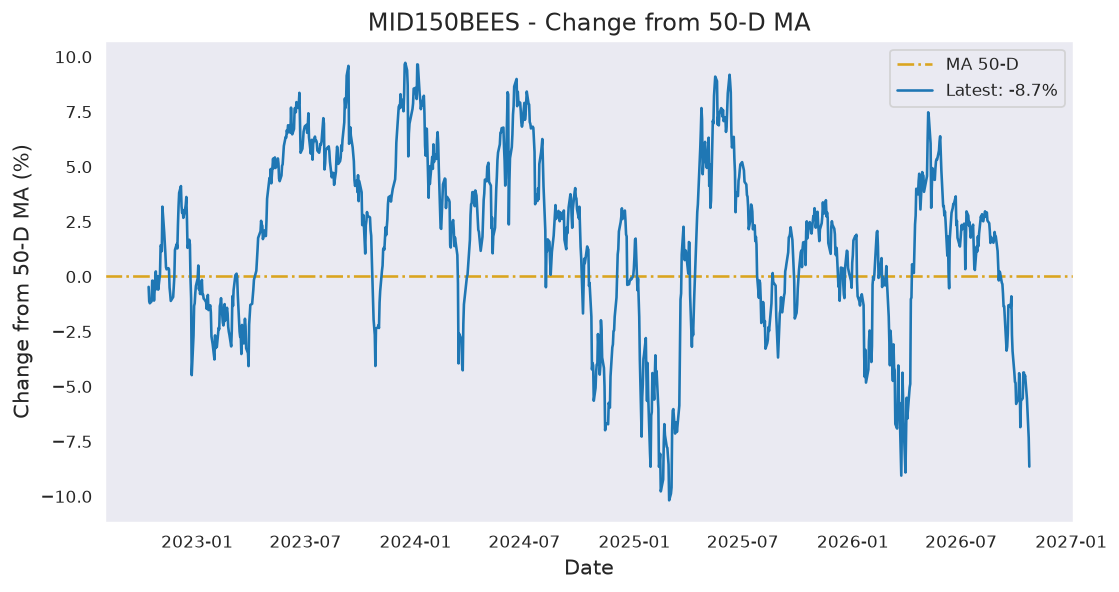 MID150BEES - Change from 50-D MA
MA 50-D
Latest: -8.7%
Change from 50-D MA (%)
10.0
7.5
5.0
2.5
0.0
−2.5
−5.0
−7.5
−10.0
2023-01 2023-07 2024-01 2024-07 2025-01 2025-07 2026-01 2026-07 2027-01
Date